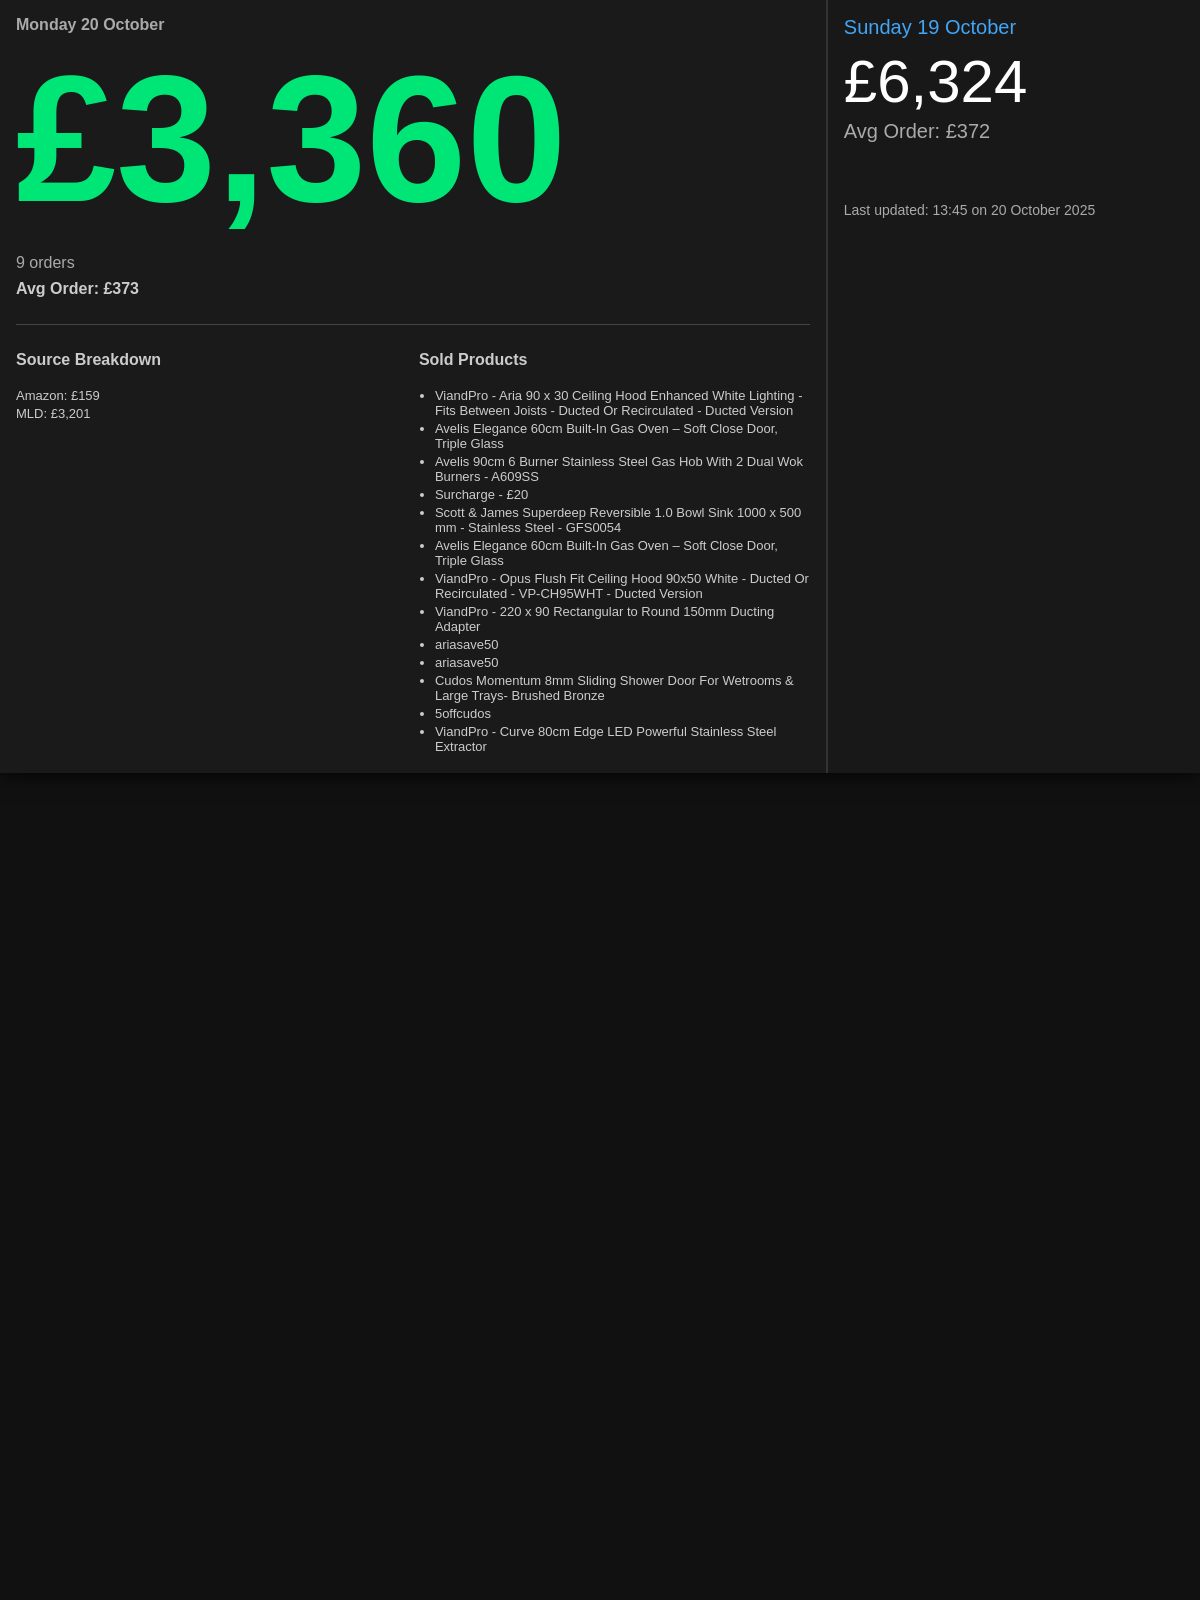 Monday 20 October
£3,360
9 orders
Avg Order: £373
Source Breakdown
Amazon: £159
MLD: £3,201
Sold Products
ViandPro - Aria 90 x 30 Ceiling Hood Enhanced White Lighting -
Fits Between Joists - Ducted Or Recirculated - Ducted Version
Avelis Elegance 60cm Built-In Gas Oven – Soft Close Door,
Triple Glass
Avelis 90cm 6 Burner Stainless Steel Gas Hob With 2 Dual Wok
Burners - A609SS
Surcharge - £20
Scott & James Superdeep Reversible 1.0 Bowl Sink 1000 x 500
mm - Stainless Steel - GFS0054
Avelis Elegance 60cm Built-In Gas Oven – Soft Close Door,
Triple Glass
ViandPro - Opus Flush Fit Ceiling Hood 90x50 White - Ducted Or
Recirculated - VP-CH95WHT - Ducted Version
ViandPro - 220 x 90 Rectangular to Round 150mm Ducting
Adapter
ariasave50
ariasave50
Cudos Momentum 8mm Sliding Shower Door For Wetrooms &
Large Trays- Brushed Bronze
5offcudos
ViandPro - Curve 80cm Edge LED Powerful Stainless Steel
Extractor
Sunday 19 October
£6,324
Avg Order: £372
Last updated: 13:45 on 20 October 2025